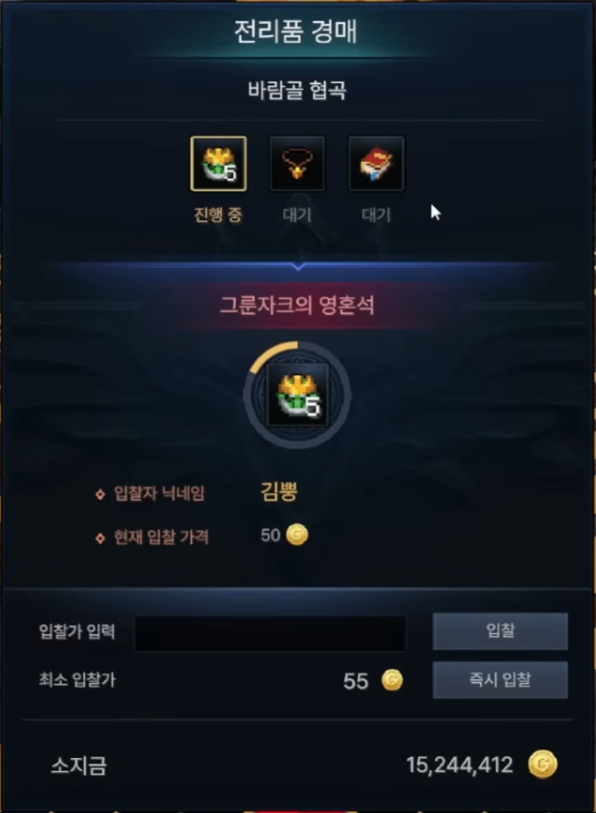 전리품 경매
바람골 협곡
5
진행 중 대기 대기
그룬자크의 영혼석
5
입찰자 닉네임 김뿡
현재 입찰 가격 50
입찰가 입력 입찰
최소 입찰가 55 즉시 입찰
소지금 15,244,412